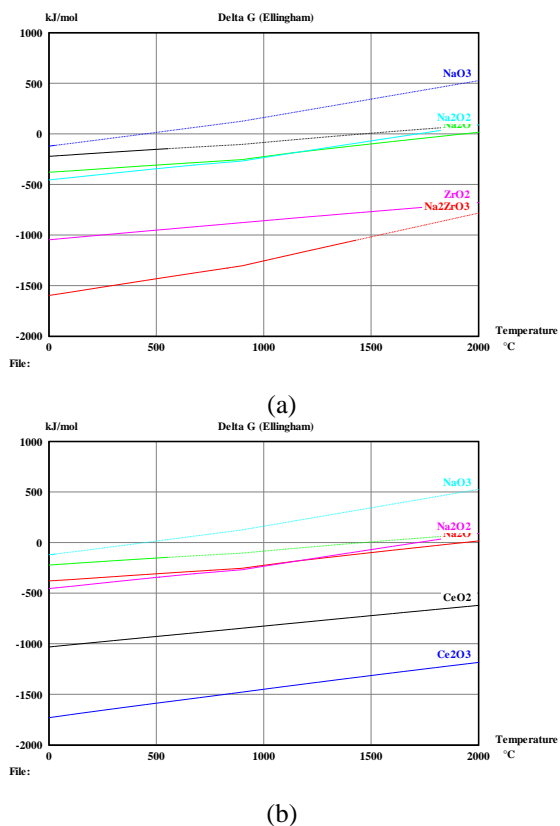 kJ/mol Delta G (Ellingham)
1000
NaO3
500
Na2O2
Na2O
0
-500
ZrO2
Na2ZrO3
-1000
-1500
-2000
0 500 1000 1500 2000
Temperature
°C
File:
(a)
kJ/mol Delta G (Ellingham)
1000
NaO3
500
Na2O2
Na2O
0
-500
CeO2
-1000
Ce2O3
-1500
-2000
0 500 1000 1500 2000
Temperature
°C
File:
(b)